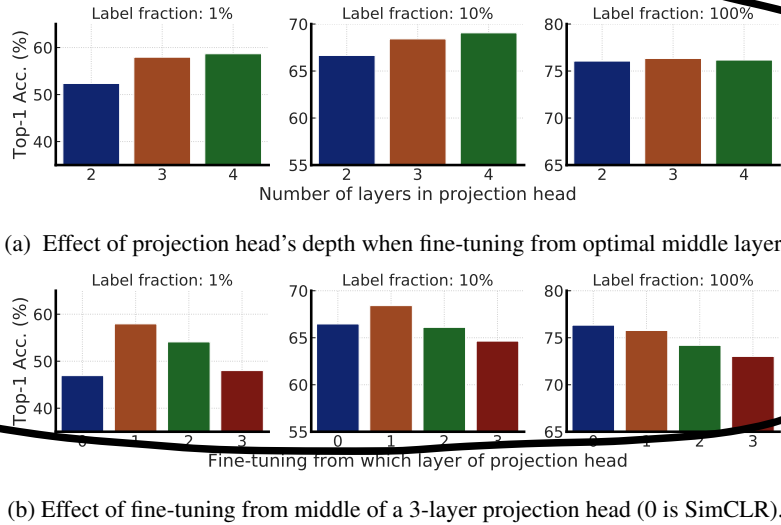 Label fraction: 1% Label fraction: 10% Label fraction: 100%
Top-1 Acc. (%)
60 50 40
70 65 60 55
80 75 70 65
2 3 4 2 3 4 2 3 4
Number of layers in projection head
(a) Effect of projection head's depth when fine-tuning from optimal middle layer
Label fraction: 1% Label fraction: 10% Label fraction: 100%
Top-1 Acc. (%)
60 50 40
70 65 60 55
80 75 70 65
0 1 2 3 0 1 2 3 0 1 2 3
Fine-tuning from which layer of projection head
(b) Effect of fine-tuning from middle of a 3-layer projection head (0 is SimCLR).